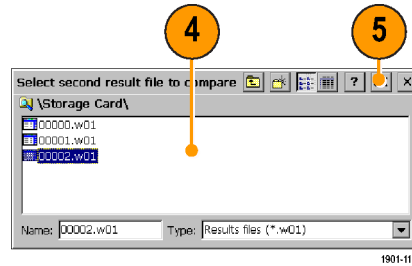 4
5
Select second result file to compare ?
\Storage Card\
00000.w01
00001.w01
00002.w01
Name: 00002.w01 Type: Results files (*.w01)
1901-11